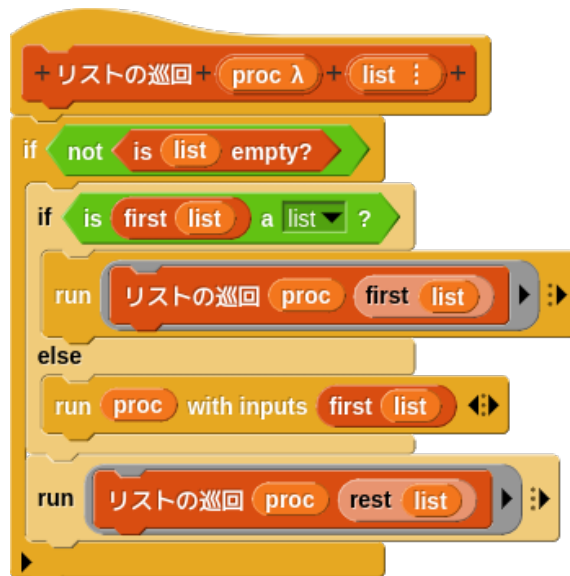 +リストの巡回+ proc λ + list ⋮ +
if not is list empty?
if is first list a list ?
run リストの巡回 proc first list
else
run proc with inputs first list
run リストの巡回 proc rest list